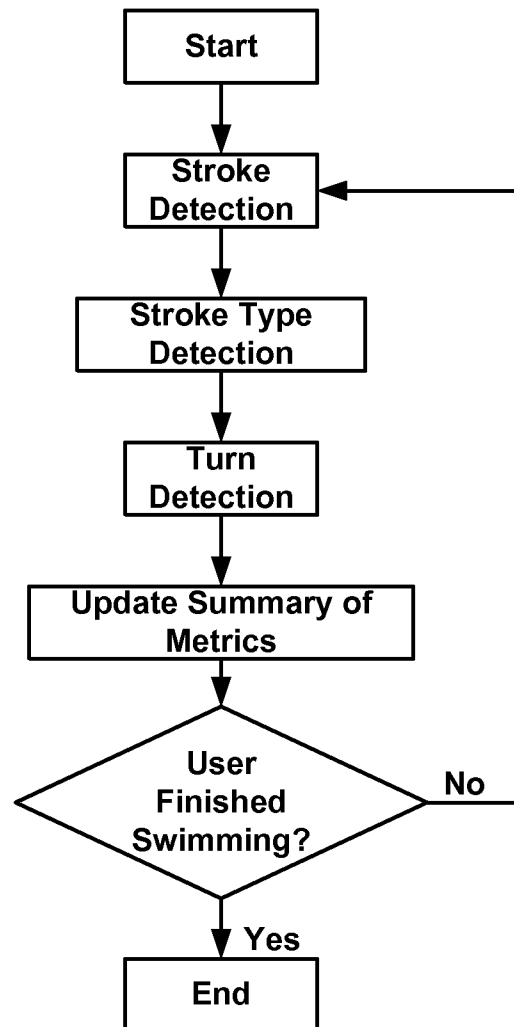 Start
Stroke
Detection
Stroke Type
Detection
Turn
Detection
Update Summary of
Metrics
User
Finished
Swimming?
No
Yes
End